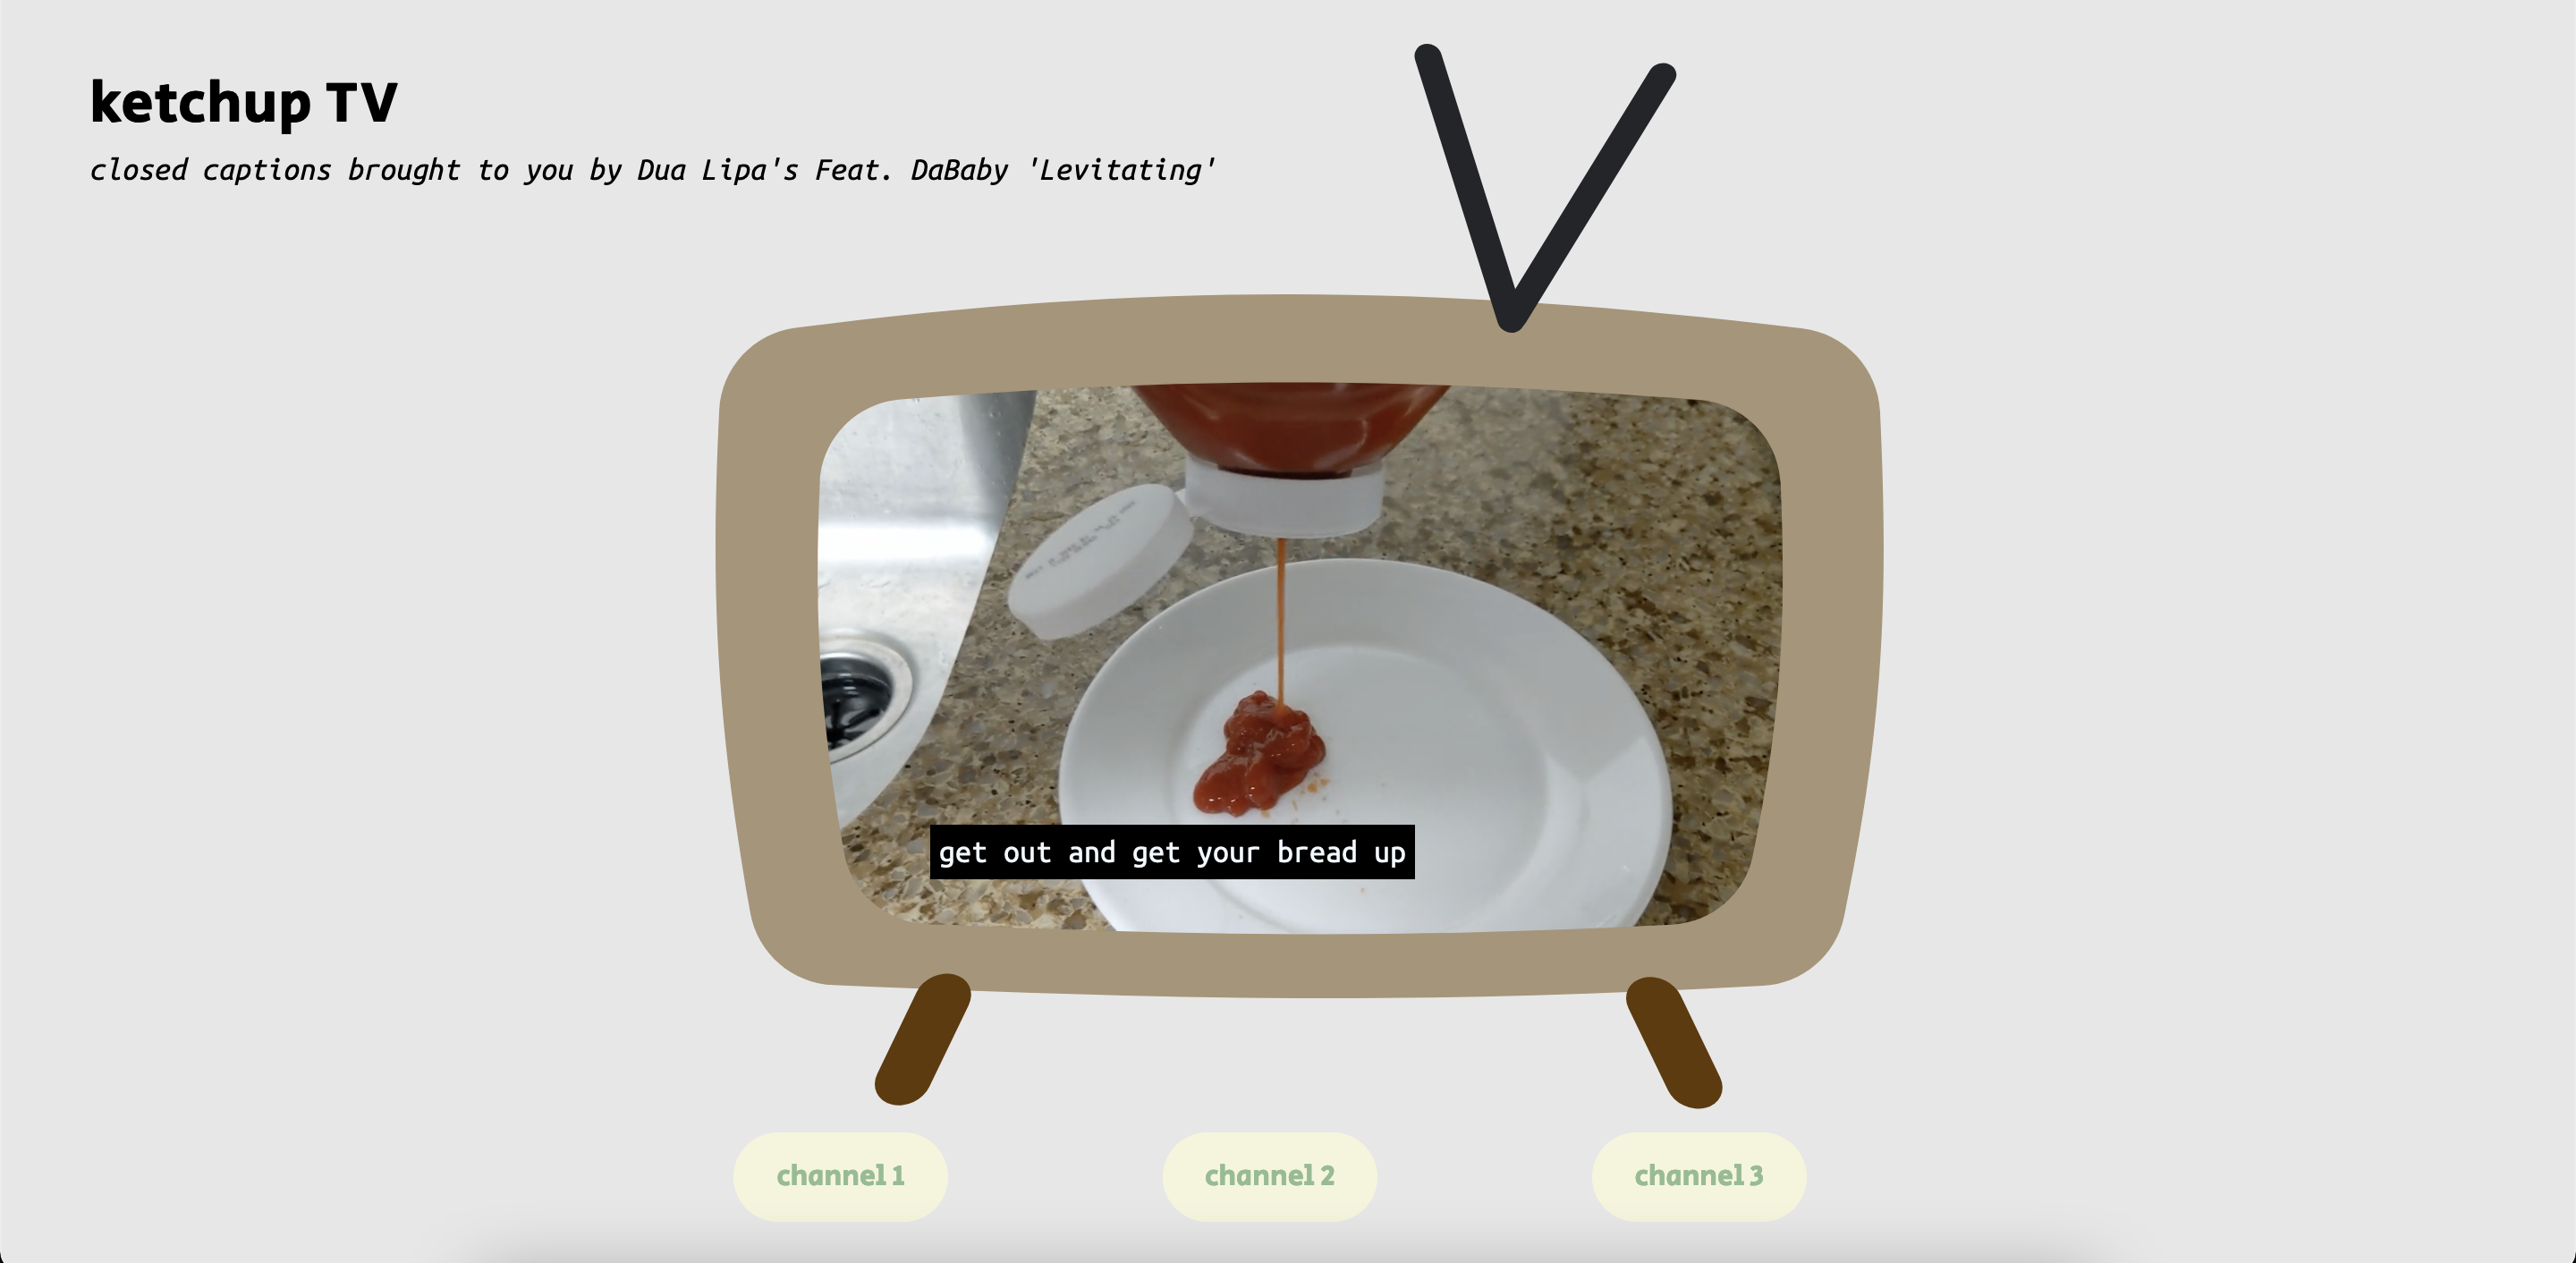 ketchup TV
closed captions brought to you by Dua Lipa's Feat. DaBaby 'Levitating'
get out and get your bread up
channel 1
channel 2
channel 3